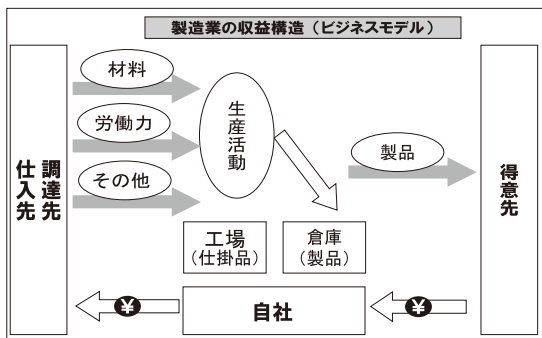 製造業の収益構造（ビジネスモデル）
材料
労働力
その他
調達先
仕入先
生産活動
製品
得意先
工場
（仕掛品）
倉庫
（製品）
自社
¥
¥